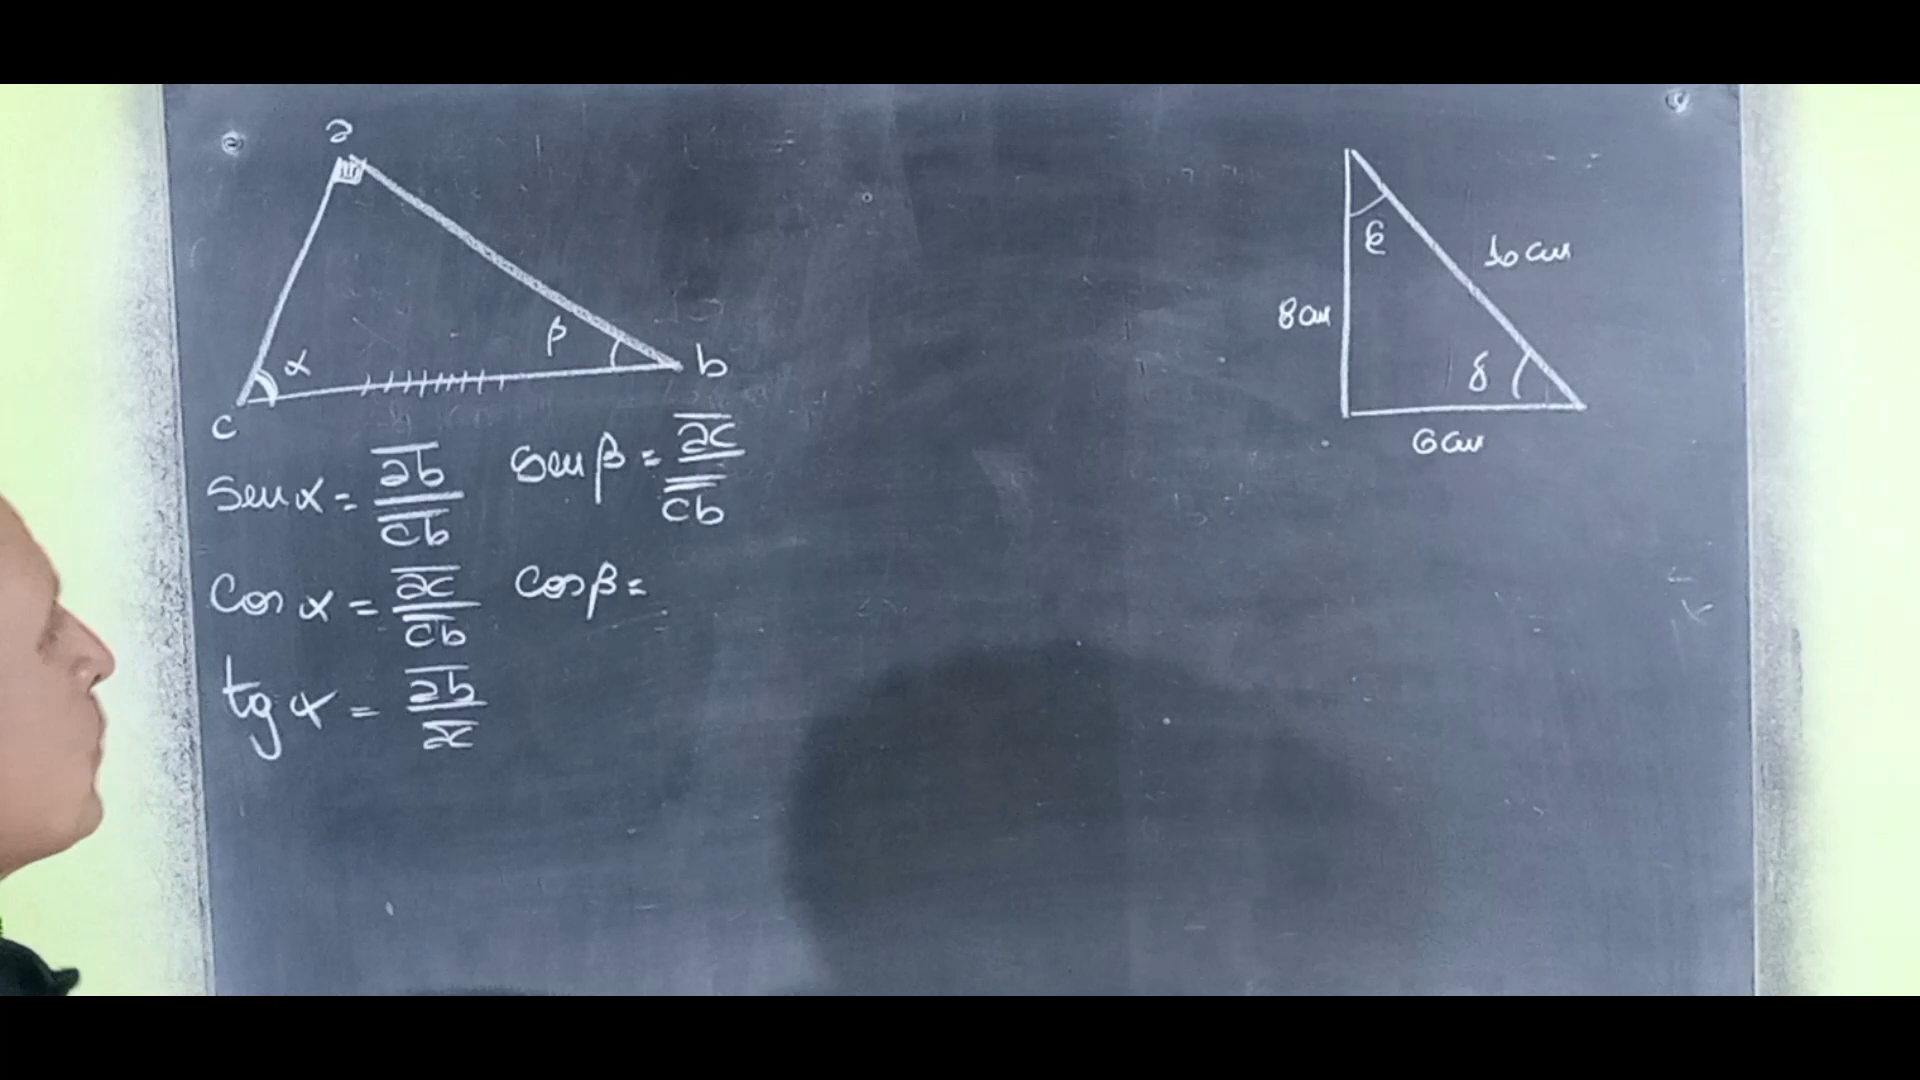 a
α
β
b
c
sen α = ab / cb
sen β = ac / cb
cos α = ac / cb
cos β =
tg α = ab / ac
ε
10 cm
8 cm
δ
6 cm